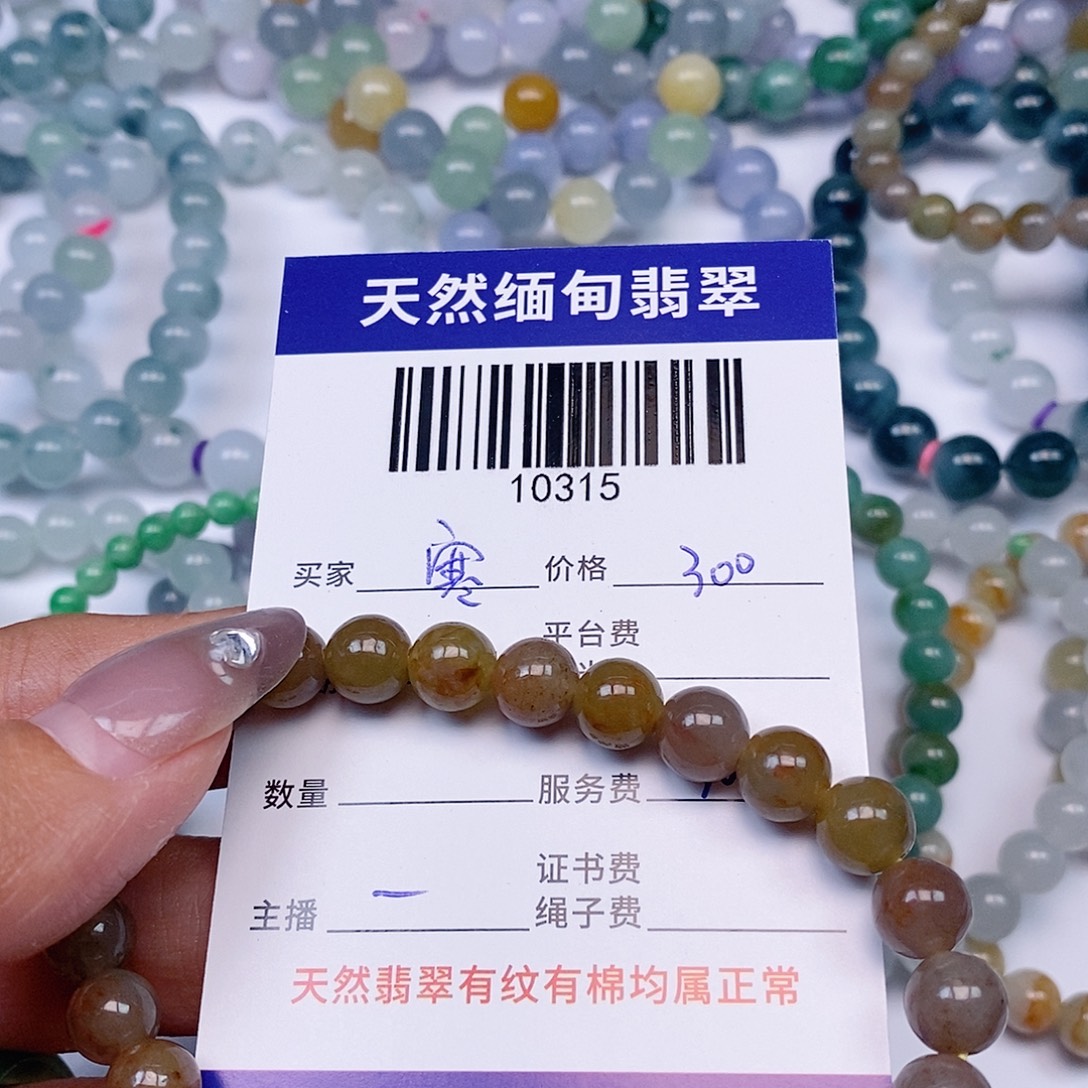 天然缅甸翡翠
10315
买家 寒 价格 300
平台费
数量 服务费
证书费
主播 一 绳子费
天然翡翠有纹有棉均属正常